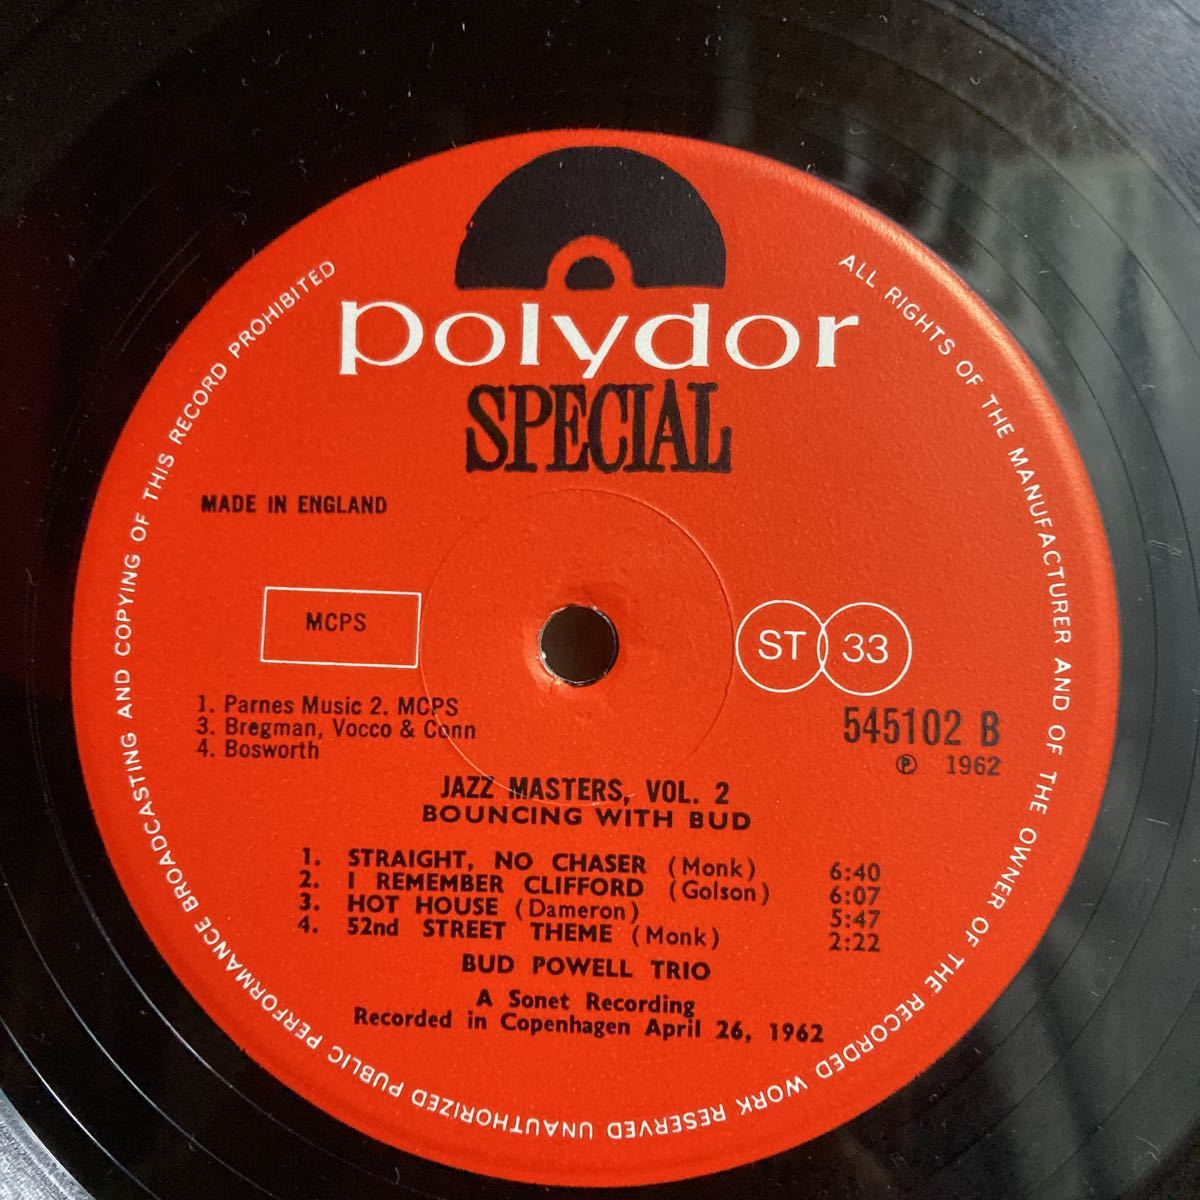 polydor
SPECIAL
MADE IN ENGLAND
MCPS
ST 33
1. Parnes Music 2. MCPS
3. Bregman, Vocco & Conn
4. Bosworth
545102 B
℗ 1962
JAZZ MASTERS, VOL. 2
BOUNCING WITH BUD
1. STRAIGHT, NO CHASER (Monk) 6:40
2. I REMEMBER CLIFFORD (Golson) 6:07
3. HOT HOUSE (Dameron) 5:47
4. 52nd STREET THEME (Monk) 2:22
BUD POWELL TRIO
A Sonet Recording
Recorded in Copenhagen April 26, 1962
ALL RIGHTS OF THE MANUFACTURER AND OF THE OWNER OF THE RECORDED WORK RESERVED UNAUTHORIZED PUBLIC PERFORMANCE BROADCASTING AND COPYING OF THIS RECORD PROHIBITED